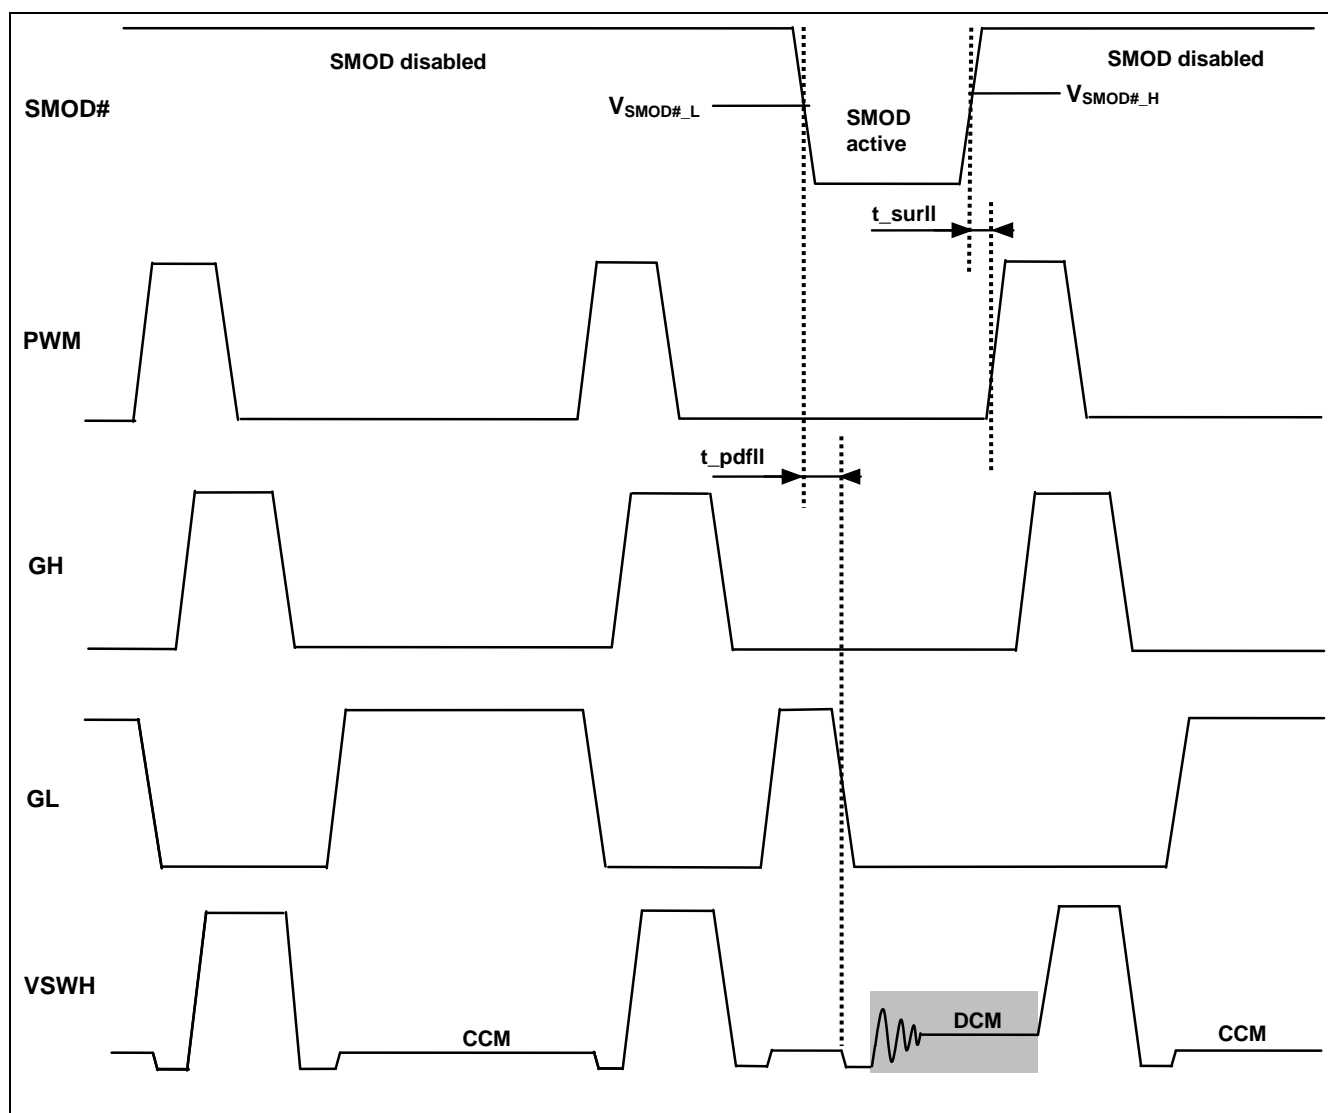 SMOD disabled
SMOD disabled
SMOD#
VSMOD#_L
SMOD
active
VSMOD#_H
t_surll
PWM
t_pdfll
GH
GL
VSWH
CCM
DCM
CCM